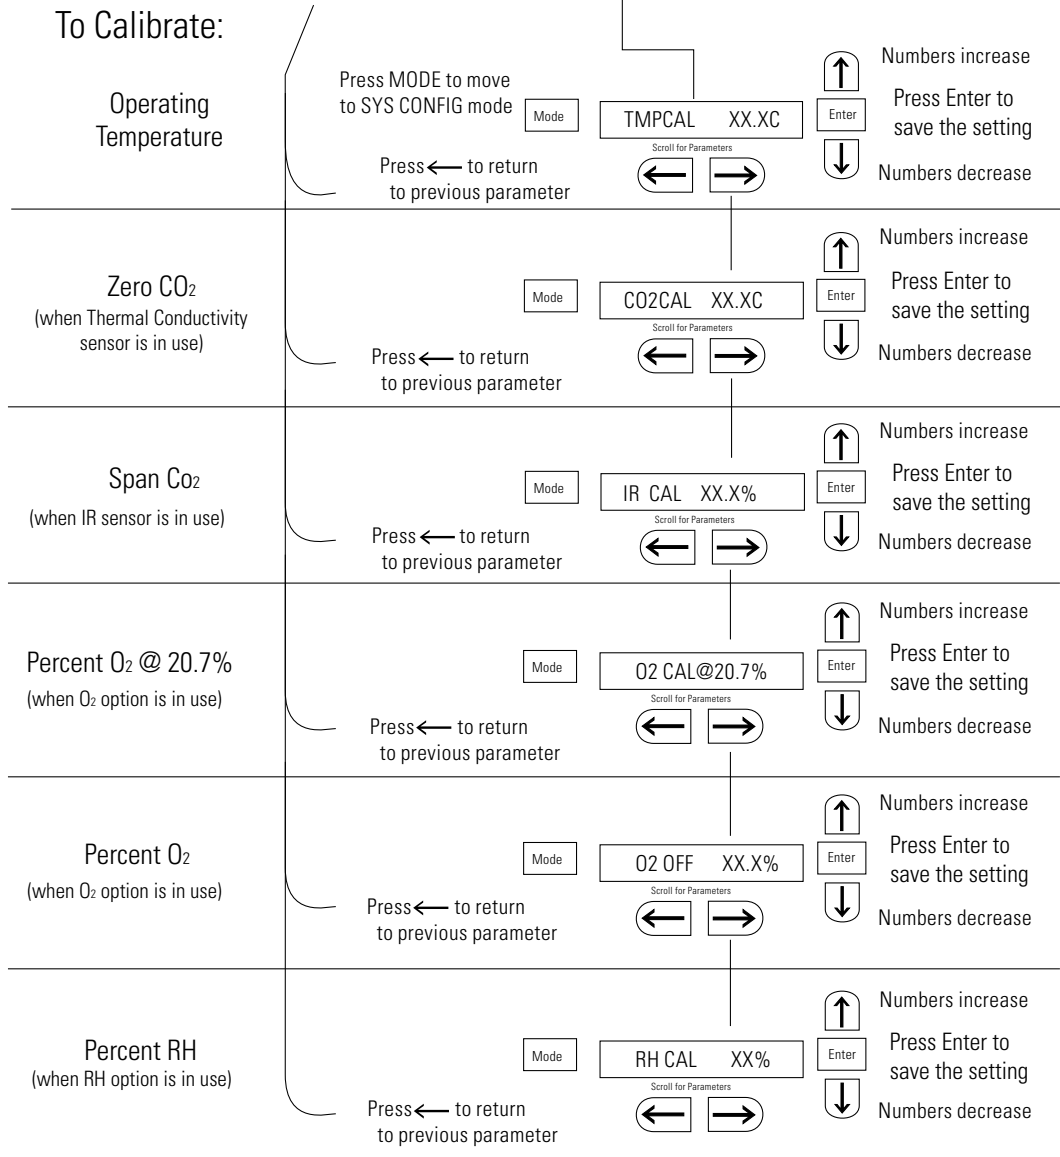 To Calibrate:
Operating
Temperature
Press MODE to move
to SYS CONFIG mode
Mode
TMPCAL XX.XC
Scroll for Parameters
Press ← to return
to previous parameter
Numbers increase
Enter
Press Enter to
save the setting
Numbers decrease
Zero CO2
(when Thermal Conductivity
sensor is in use)
Mode
CO2CAL XX.XC
Scroll for Parameters
Press ← to return
to previous parameter
Numbers increase
Enter
Press Enter to
save the setting
Numbers decrease
Span Co2
(when IR sensor is in use)
Mode
IR CAL XX.X%
Scroll for Parameters
Press ← to return
to previous parameter
Numbers increase
Enter
Press Enter to
save the setting
Numbers decrease
Percent O2 @ 20.7%
(when O2 option is in use)
Mode
O2 CAL@20.7%
Scroll for Parameters
Press ← to return
to previous parameter
Numbers increase
Enter
Press Enter to
save the setting
Numbers decrease
Percent O2
(when O2 option is in use)
Mode
O2 OFF XX.X%
Scroll for Parameters
Press ← to return
to previous parameter
Numbers increase
Enter
Press Enter to
save the setting
Numbers decrease
Percent RH
(when RH option is in use)
Mode
RH CAL XX%
Scroll for Parameters
Press ← to return
to previous parameter
Numbers increase
Enter
Press Enter to
save the setting
Numbers decrease